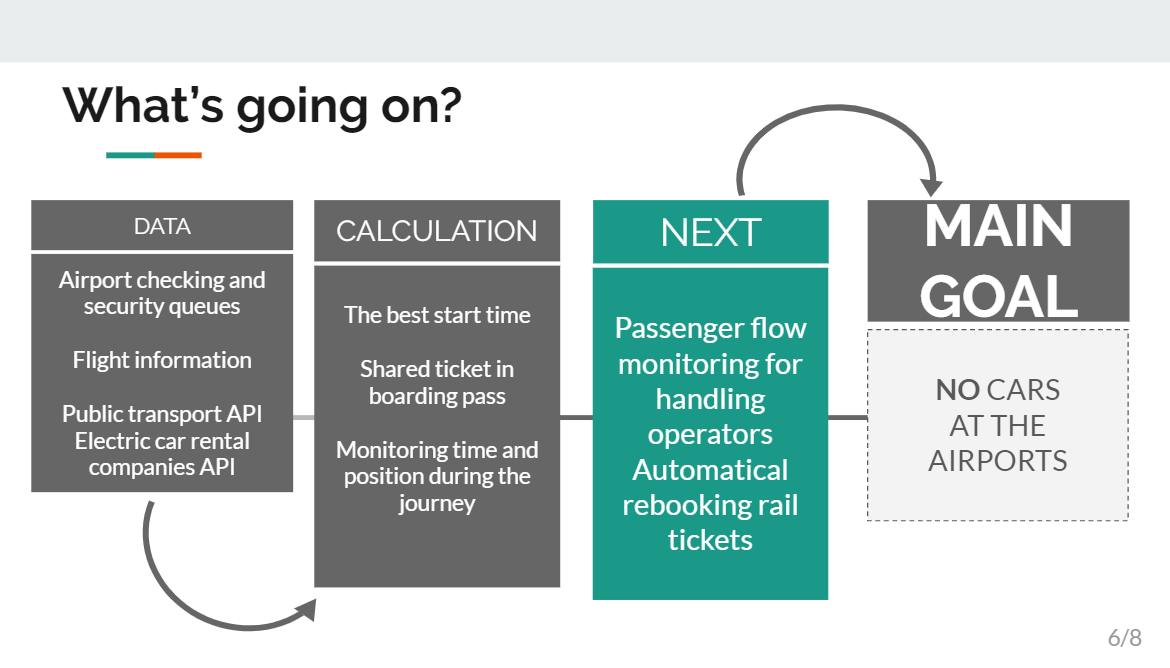 What's going on?
DATA
Airport checking and
security queues
Flight information
Public transport API
Electric car rental
companies API
CALCULATION
The best start time
Shared ticket in
boarding pass
Monitoring time and
position during the
journey
NEXT
Passenger flow
monitoring for
handling
operators
Automatical
rebooking rail
tickets
MAIN
GOAL
NO CARS
AT THE
AIRPORTS
6/8